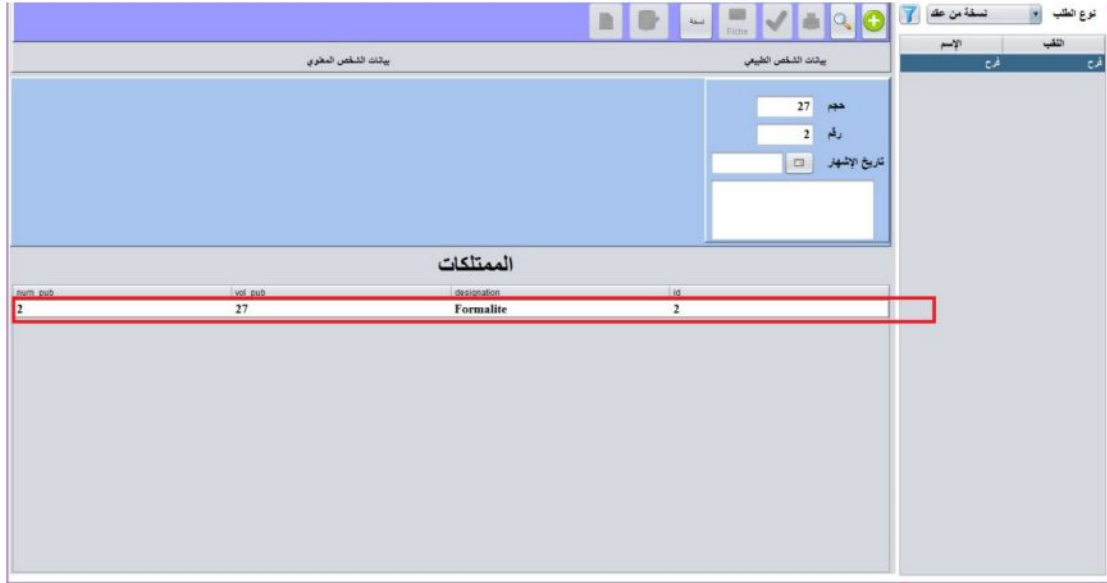 نوع الطلب نسخة من عقد
اللقب الإسم
فرح فرح
نسخة Fiche
بيانات الشخص الطبيعي بيانات الشخص المعنوي
حجم 27
رقم 2
تاريخ الإشهار
الممتلكات
num_pub vol_pub designation id
2 27 Formalite 2